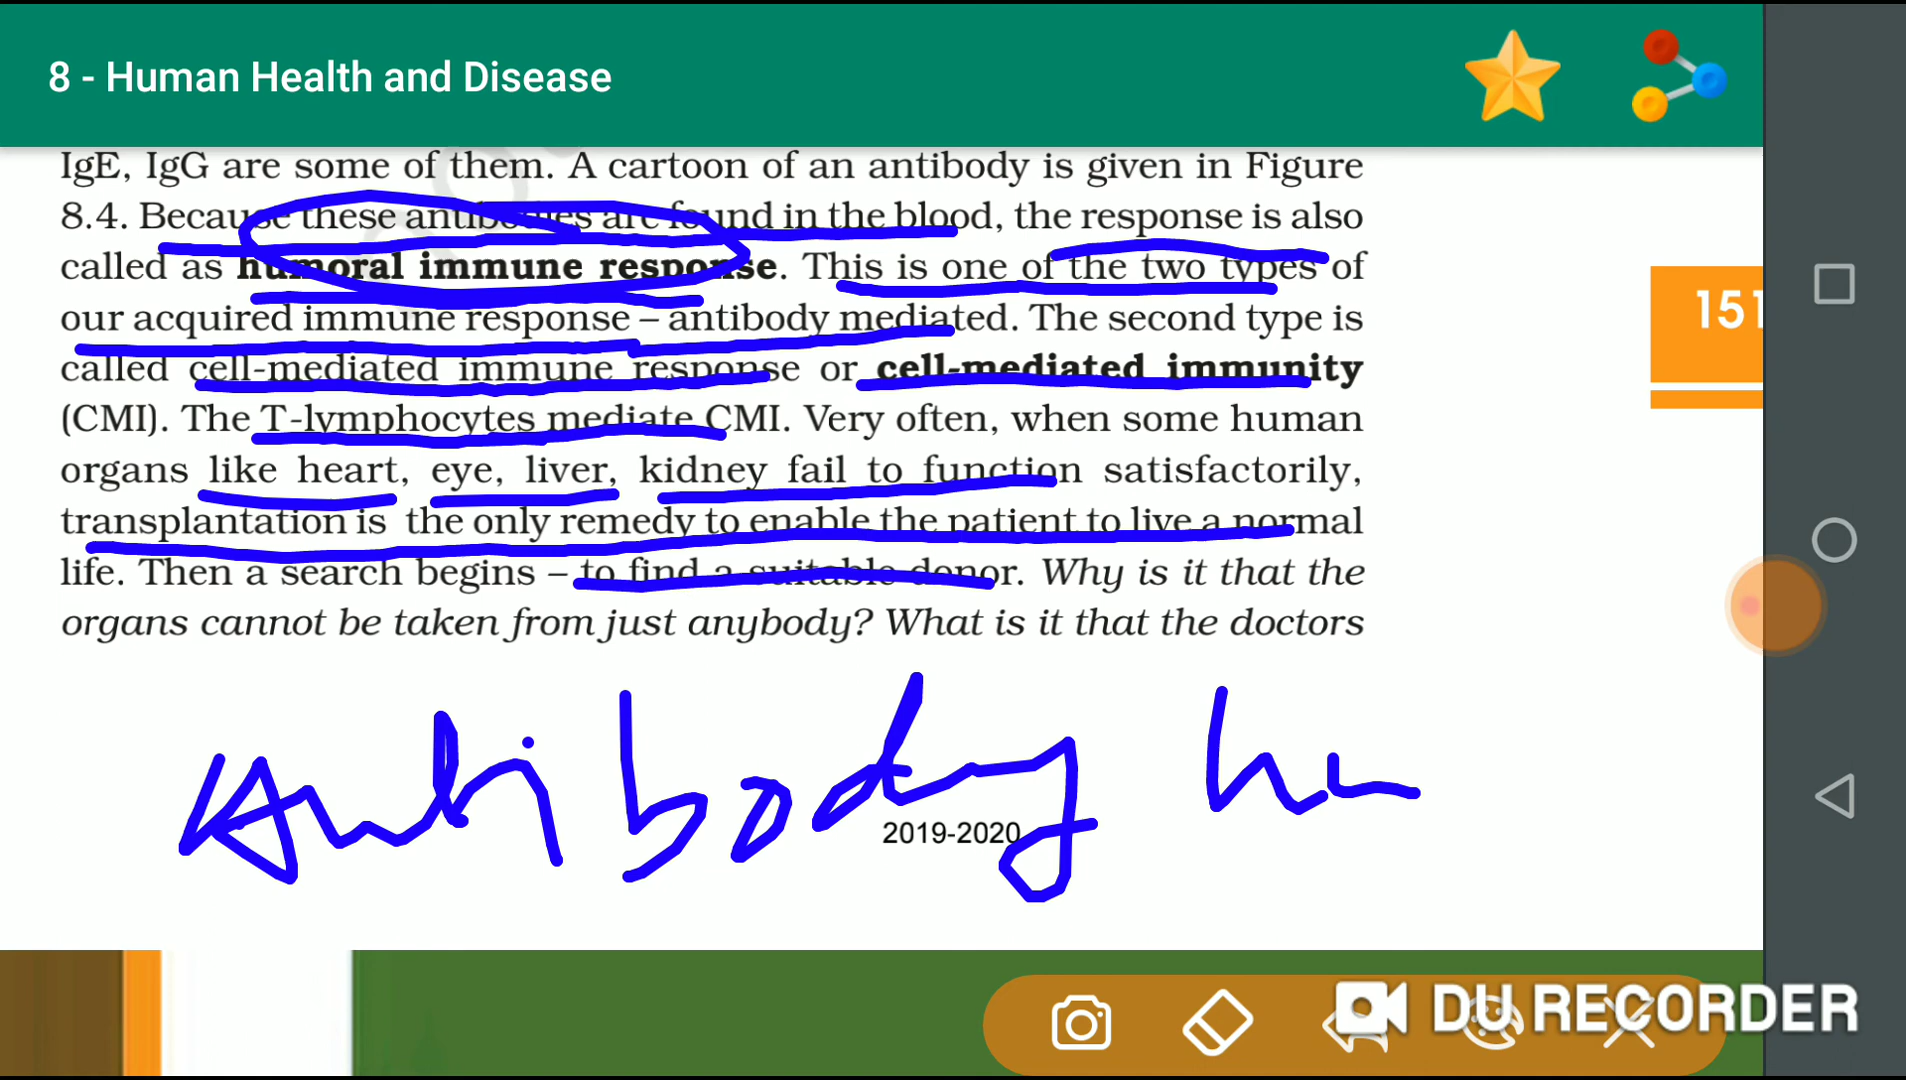 8 - Human Health and Disease
IgE, IgG are some of them. A cartoon of an antibody is given in Figure
8.4. Because these antibodies are found in the blood, the response is also
called as humoral immune response. This is one of the two types of
our acquired immune response – antibody mediated. The second type is
called cell-mediated immune response or cell-mediated immunity
(CMI). The T-lymphocytes mediate CMI. Very often, when some human
organs like heart, eye, liver, kidney fail to function satisfactorily,
transplantation is the only remedy to enable the patient to live a normal
life. Then a search begins – to find a suitable donor. Why is it that the
organs cannot be taken from just anybody? What is it that the doctors
151
Antibody
2019-2020
DU RECORDER